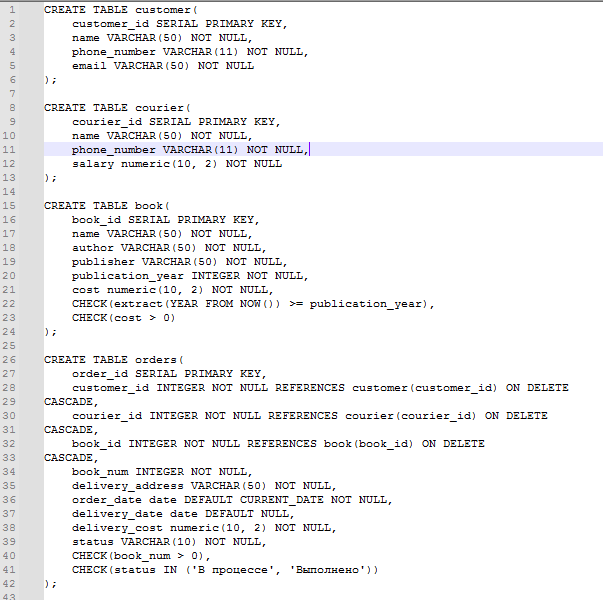 1 CREATE TABLE customer(
2 customer_id SERIAL PRIMARY KEY,
3 name VARCHAR(50) NOT NULL,
4 phone_number VARCHAR(11) NOT NULL,
5 email VARCHAR(50) NOT NULL
6 );
7
8 CREATE TABLE courier(
9 courier_id SERIAL PRIMARY KEY,
10 name VARCHAR(50) NOT NULL,
11 phone_number VARCHAR(11) NOT NULL,
12 salary numeric(10, 2) NOT NULL
13 );
14
15 CREATE TABLE book(
16 book_id SERIAL PRIMARY KEY,
17 name VARCHAR(50) NOT NULL,
18 author VARCHAR(50) NOT NULL,
19 publisher VARCHAR(50) NOT NULL,
20 publication_year INTEGER NOT NULL,
21 cost numeric(10, 2) NOT NULL,
22 CHECK(extract(YEAR FROM NOW()) >= publication_year),
23 CHECK(cost > 0)
24 );
25
26 CREATE TABLE orders(
27 order_id SERIAL PRIMARY KEY,
28 customer_id INTEGER NOT NULL REFERENCES customer(customer_id) ON DELETE
29 CASCADE,
30 courier_id INTEGER NOT NULL REFERENCES courier(courier_id) ON DELETE
31 CASCADE,
32 book_id INTEGER NOT NULL REFERENCES book(book_id) ON DELETE
33 CASCADE,
34 book_num INTEGER NOT NULL,
35 delivery_address VARCHAR(50) NOT NULL,
36 order_date date DEFAULT CURRENT_DATE NOT NULL,
37 delivery_date date DEFAULT NULL,
38 delivery_cost numeric(10, 2) NOT NULL,
39 status VARCHAR(10) NOT NULL,
40 CHECK(book_num > 0),
41 CHECK(status IN ('В процессе', 'Выполнено'))
42 );
43